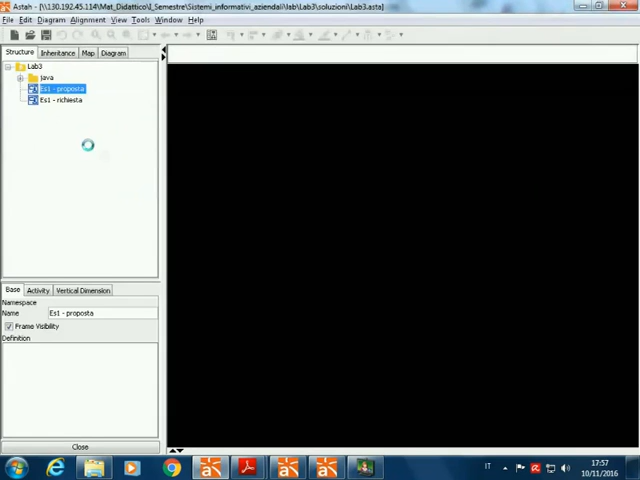 Astah - [\\130.192.45.114\Mat_Didattico\I_Semestre\Sistemi_informativi_aziendali\lab\Lab3\soluzioni\Lab3.asta]
File Edit Diagram Alignment View Tools Window Help
Structure Inheritance Map Diagram
Lab3
java
Es1 - proposta
Es1 - richiesta
Base Activity Vertical Dimension
Namespace
Name Es1 - proposta
Frame Visibility
Definition
Close
IT
17:57
10/11/2016